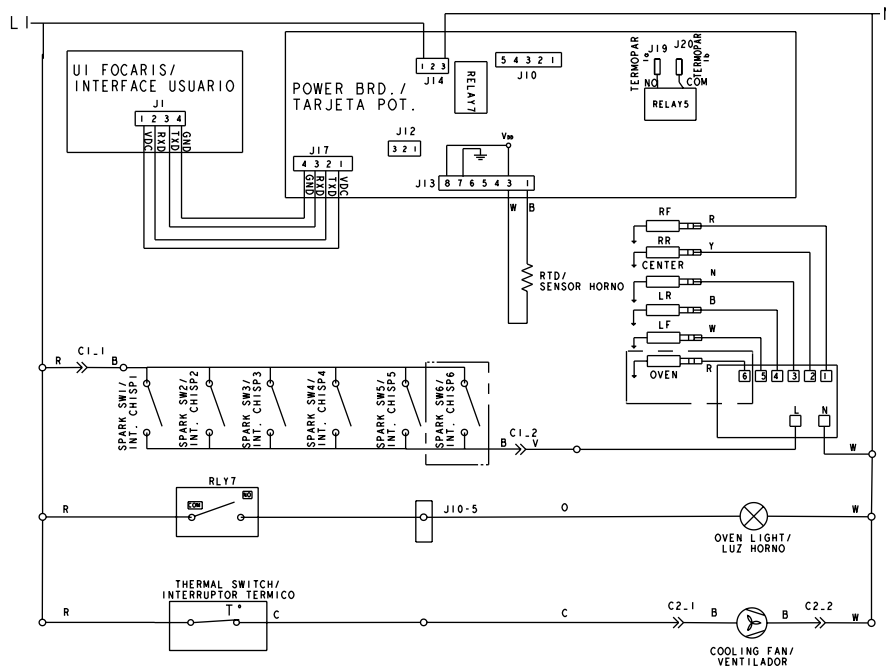 L1
N
UI FOCARIS/
INTERFACE USUARIO
J1
1 2 3 4
VDC
RXD
TXD
GND
POWER BRD./
TARJETA POT.
1 2 3
J14
RELAY7
5 4 3 2 1
J10
TERMOPAR
1a
J19
J20
TERMOPAR
1b
NO
COM
RELAY5
J12
3 2 1
J17
4 3 2 1
GND
RXD
TXD
VDC
VDD
J13
8 7 6 5 4 3 1
W B
RTD/
SENSOR HORNO
RF
R
RR
Y
CENTER
N
LR
B
LF
W
OVEN
R
6 5 4 3 2 1
L N
W
R
C1_1
B
SPARK SW1/
INT. CHISP1
SPARK SW2/
INT. CHISP2
SPARK SW3/
INT. CHISP3
SPARK SW4/
INT. CHISP4
SPARK SW5/
INT. CHISP5
SPARK SW6/
INT. CHISP6
B
C1_2
V
RLY7
COM
NO
R
J10-5
O
W
OVEN LIGHT/
LUZ HORNO
THERMAL SWITCH/
INTERRUPTOR TERMICO
T°
R
C
C
C2_1
B
B
C2_2
W
COOLING FAN/
VENTILADOR